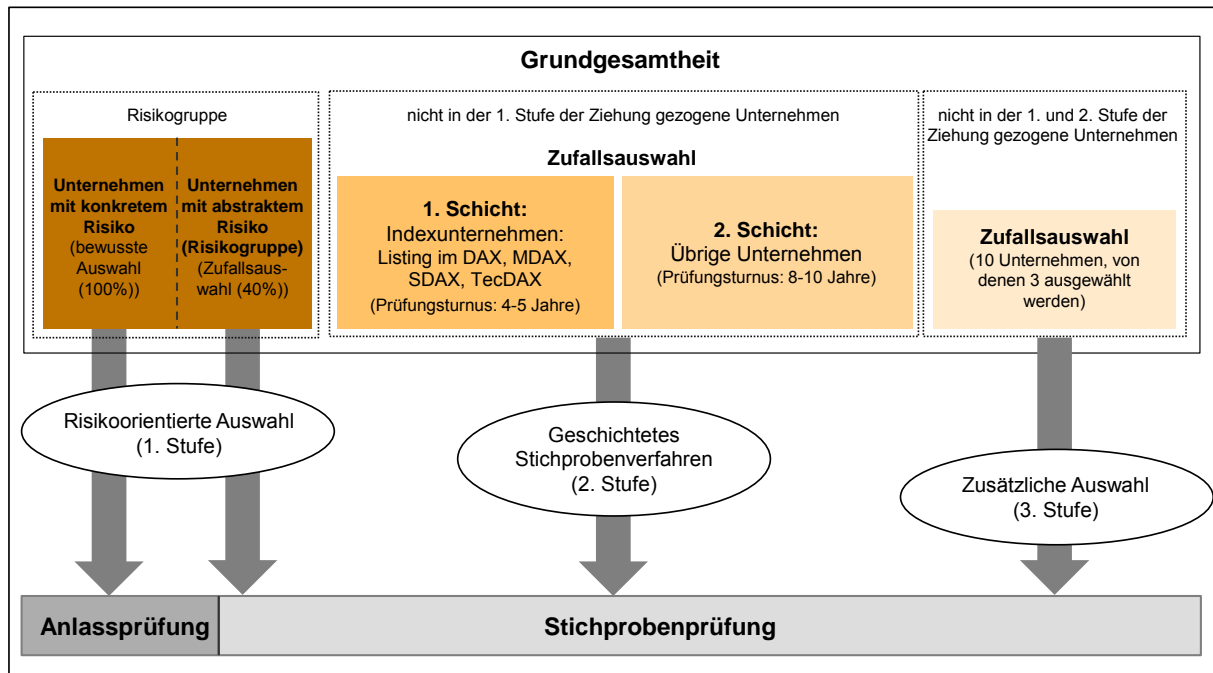 Grundgesamtheit
Risikogruppe
Unternehmen
mit konkretem
Risiko
(bewusste
Auswahl
(100%))
Unternehmen
mit abstraktem
Risiko
(Risikogruppe)
(Zufallsaus-
wahl (40%))
nicht in der 1. Stufe der Ziehung gezogene Unternehmen
Zufallsauswahl
1. Schicht:
Indexunternehmen:
Listing im DAX, MDAX,
SDAX, TecDAX
(Prüfungsturnus: 4-5 Jahre)
2. Schicht:
Übrige Unternehmen
(Prüfungsturnus: 8-10 Jahre)
nicht in der 1. und 2. Stufe der
Ziehung gezogene Unternehmen
Zufallsauswahl
(10 Unternehmen, von
denen 3 ausgewählt
werden)
Risikoorientierte Auswahl
(1. Stufe)
Geschichtetes
Stichprobenverfahren
(2. Stufe)
Zusätzliche Auswahl
(3. Stufe)
Anlassprüfung
Stichprobenprüfung